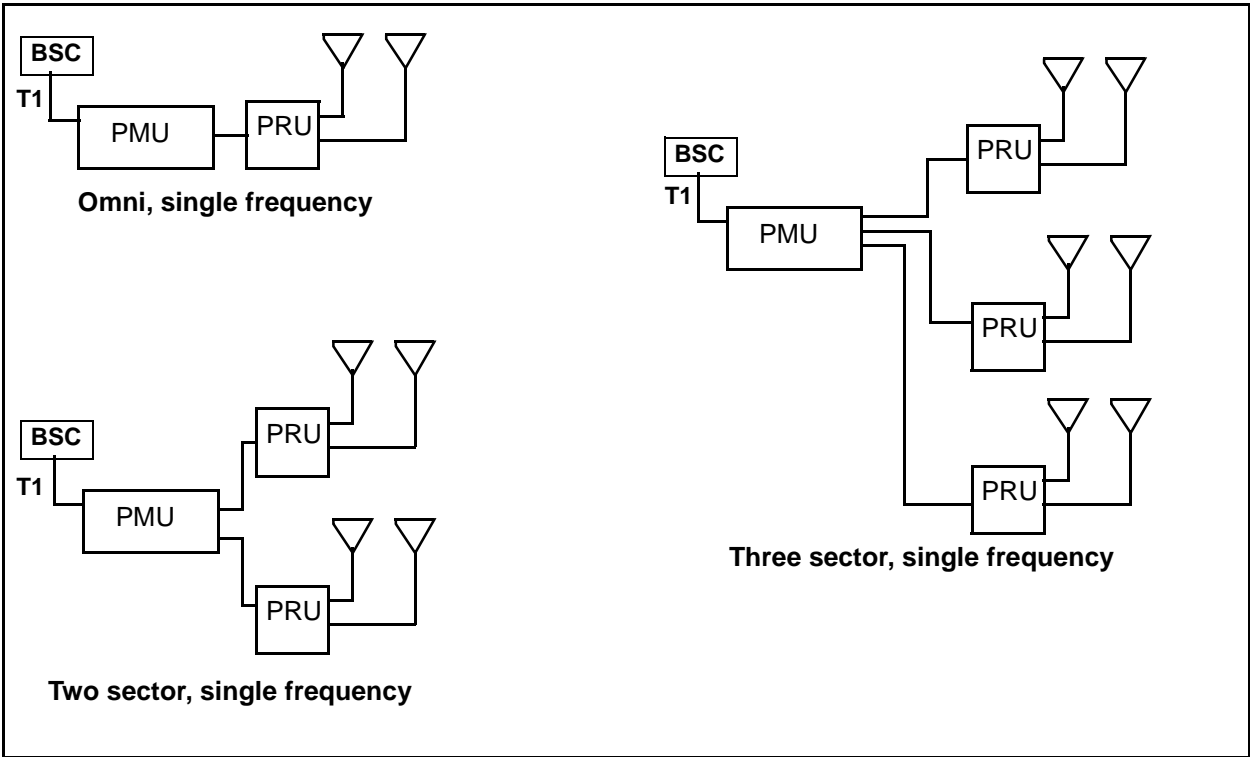 BSC
T1
PMU
PRU
Omni, single frequency
BSC
T1
PMU
PRU
PRU
Two sector, single frequency
BSC
T1
PMU
PRU
PRU
PRU
Three sector, single frequency